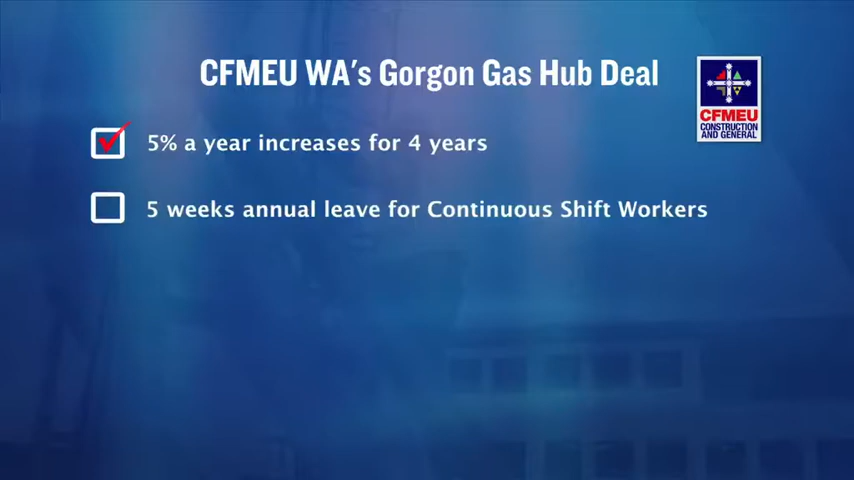 CFMEU WA's Gorgon Gas Hub Deal
CFMEU
CONSTRUCTION
AND GENERAL
5% a year increases for 4 years
5 weeks annual leave for Continuous Shift Workers